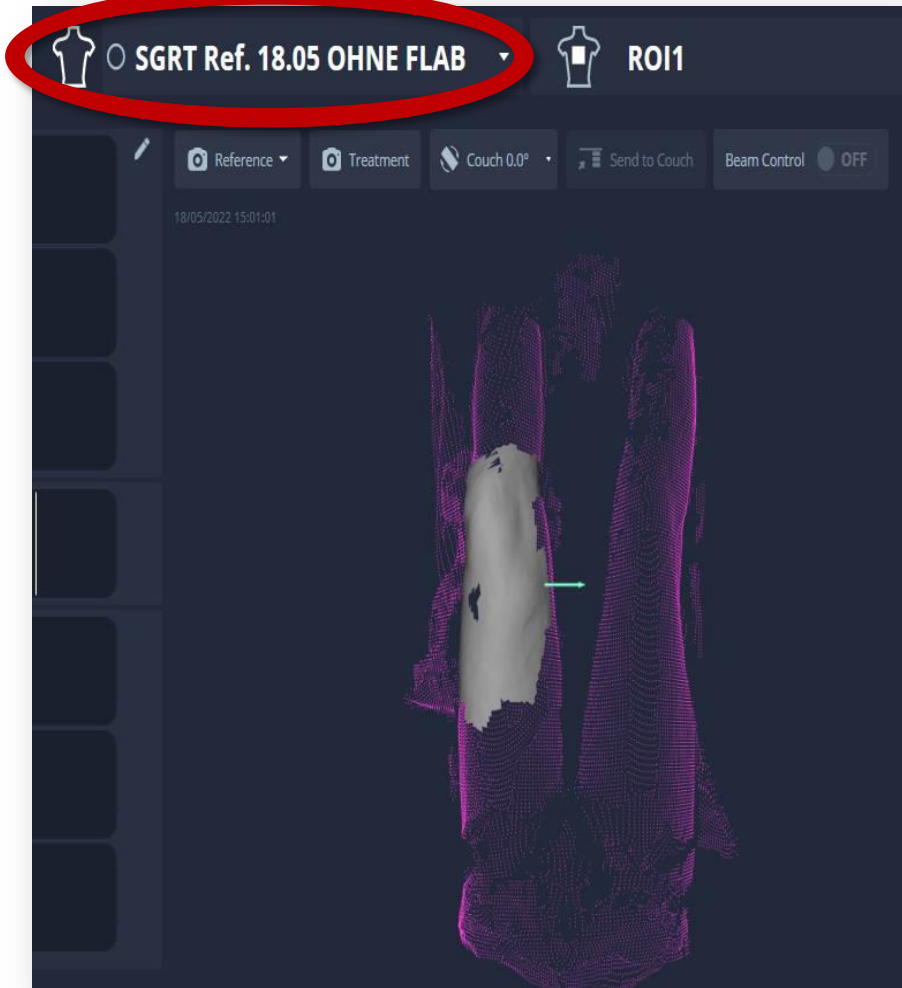 SGRT Ref. 18.05 OHNE FLAB
ROI1
Reference
Treatment
Couch 0.0°
Send to Couch
Beam Control
OFF
18/05/2022 15:01:01